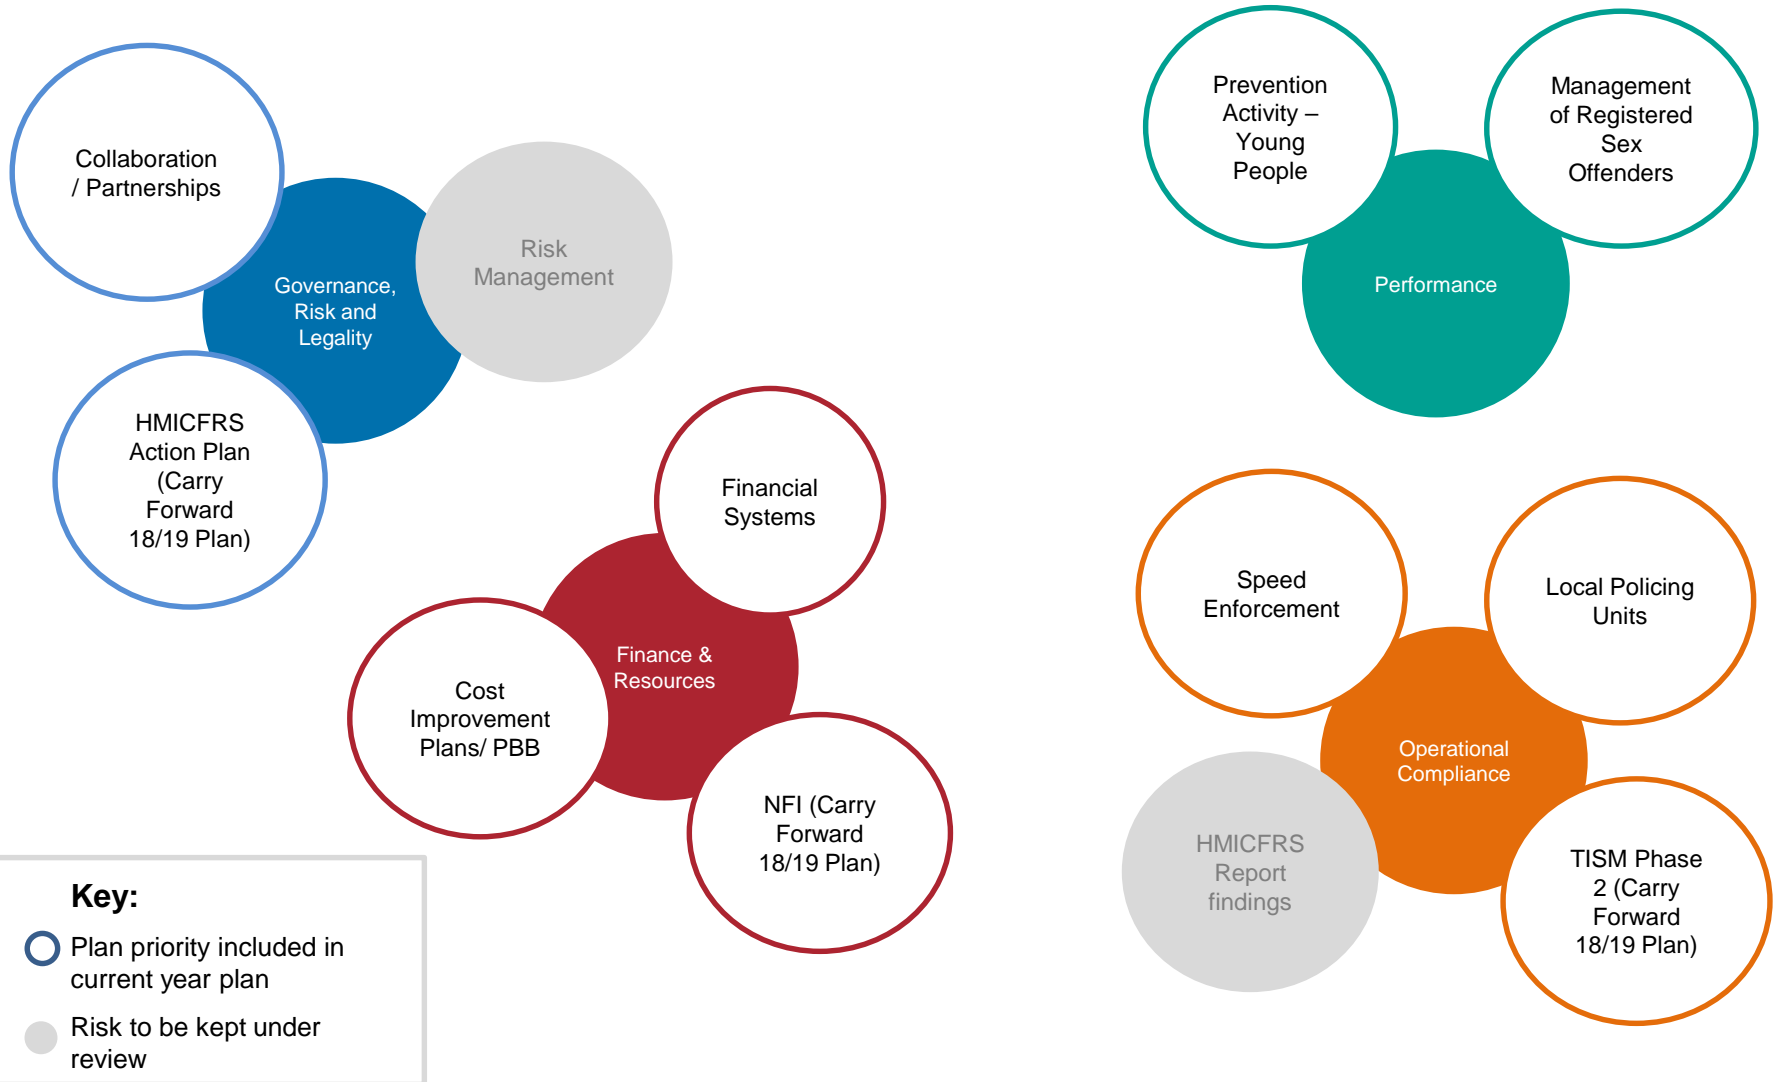 Collaboration
/ Partnerships
Governance,
Risk and
Legality
Risk
Management
HMICFRS
Action Plan
(Carry
Forward
18/19 Plan)
Financial
Systems
Finance &
Resources
Cost
Improvement
Plans/ PBB
NFI (Carry
Forward
18/19 Plan)
Key:
Plan priority included in
current year plan
Risk to be kept under
review
Prevention
Activity –
Young
People
Management
of Registered
Sex
Offenders
Performance
Speed
Enforcement
Local Policing
Units
Operational
Compliance
HMICFRS
Report
findings
TISM Phase
2 (Carry
Forward
18/19 Plan)